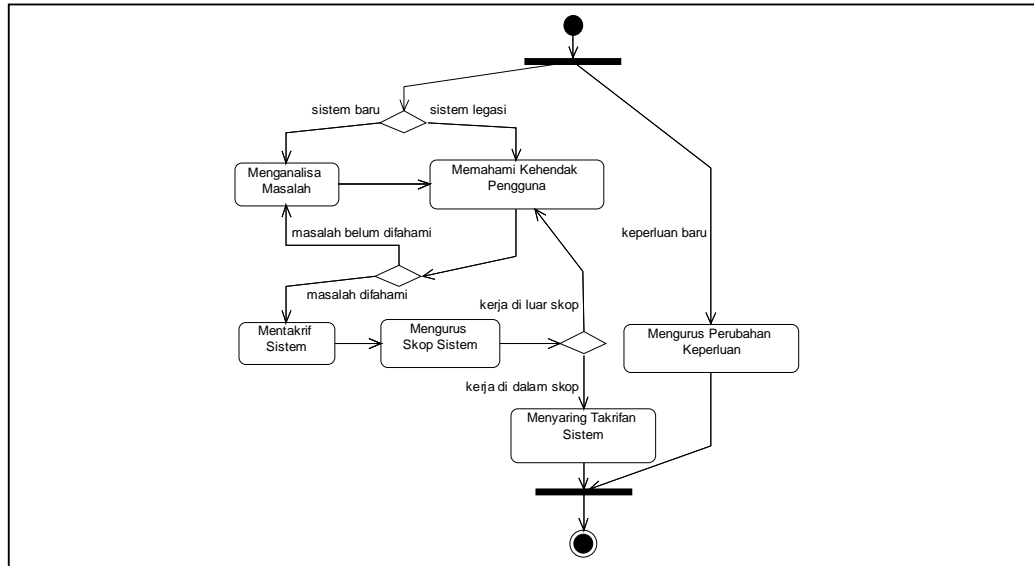 sistem baru
sistem legasi
Menganalisa
Masalah
Memahami Kehendak
Pengguna
masalah belum difahami
keperluan baru
masalah difahami
kerja di luar skop
Mentakrif
Sistem
Mengurus
Skop Sistem
Mengurus Perubahan
Keperluan
kerja di dalam skop
Menyaring Takrifan
Sistem